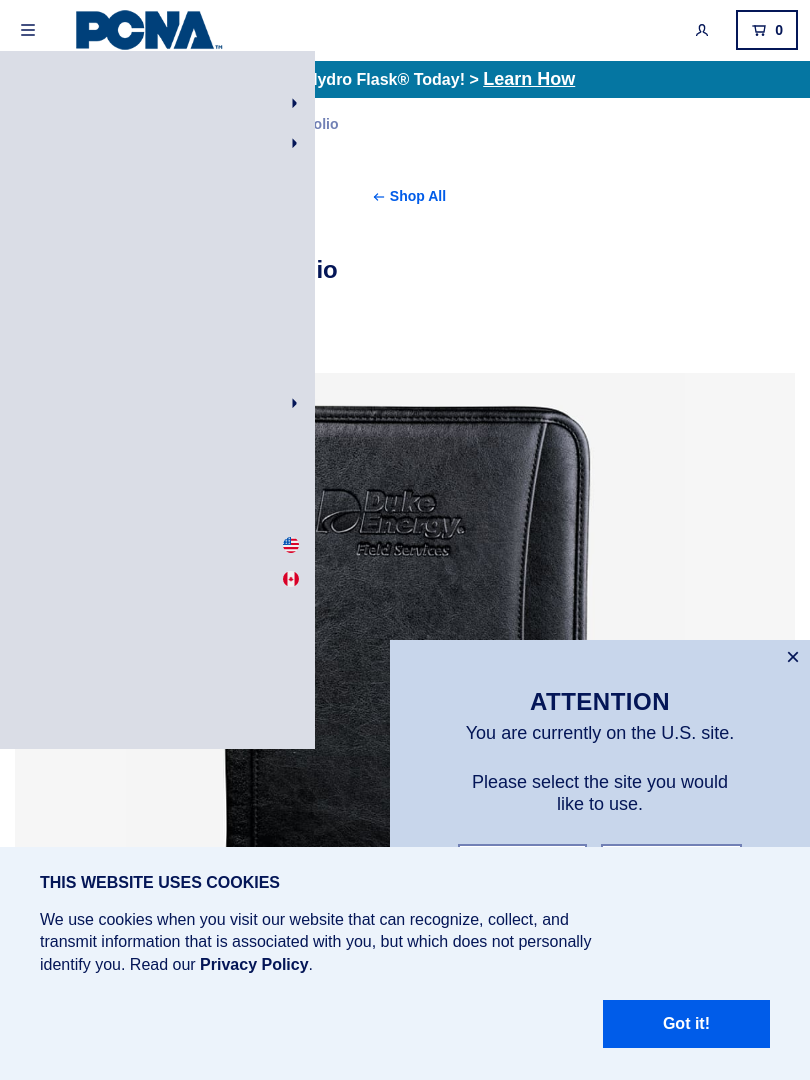 PCNA™
0
Hydro Flask® Today! > Learn How
olio
← Shop All
io
Duke
Energy®
Field Services
×
ATTENTION
You are currently on the U.S. site.
Please select the site you would
like to use.
THIS WEBSITE USES COOKIES
We use cookies when you visit our website that can recognize, collect, and
transmit information that is associated with you, but which does not personally
identify you. Read our Privacy Policy.
Got it!